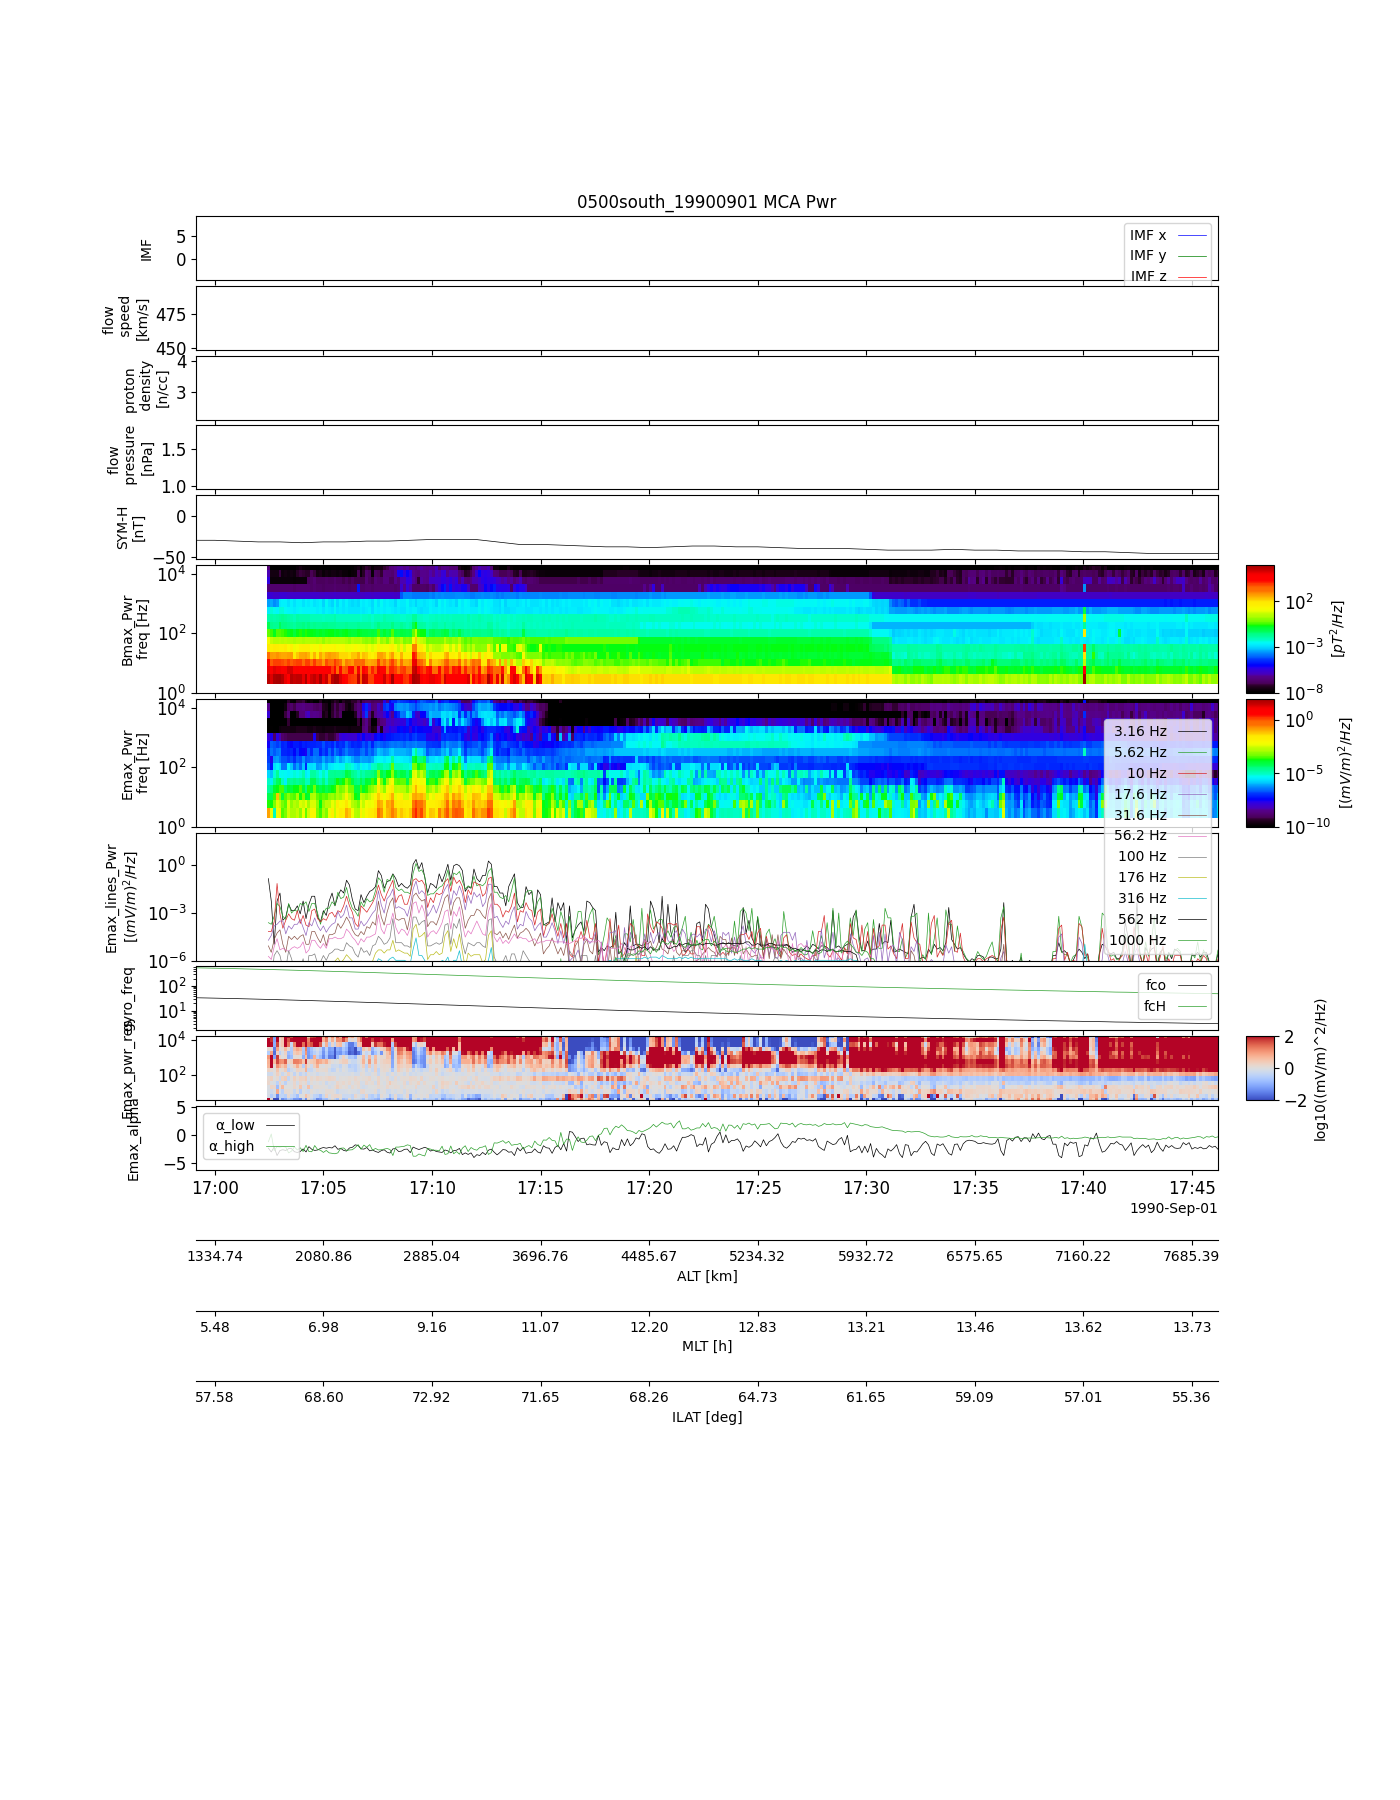 0500south_19900901 MCA Pwr
IMF
5
0
IMF x
IMF y
IMF z
flow
speed
[km/s]
475
450
proton
density
[n/cc]
4
3
flow
pressure
[nPa]
1.5
1.0
SYM-H
[nT]
0
−50
Bmax_Pwr
freq [Hz]
10^4
10^2
10^0
10^2
10^−3
10^−8
[pT^2/Hz]
Emax_Pwr
freq [Hz]
10^4
10^2
10^0
10^0
10^−5
10^−10
[(mV/m)^2/Hz]
3.16 Hz
5.62 Hz
10 Hz
17.6 Hz
31.6 Hz
56.2 Hz
100 Hz
176 Hz
316 Hz
562 Hz
1000 Hz
Emax_lines_Pwr
[(mV/m)^2/Hz]
10^0
10^−3
10^−6
gyro_freq
10^2
10^1
fco
fcH
Emax_pwr_reg
10^4
10^2
2
0
−2
log10((mV/m)^2/Hz)
Emax_alpha
5
0
−5
α_low
α_high
17:00 17:05 17:10 17:15 17:20 17:25 17:30 17:35 17:40 17:45
1990-Sep-01
1334.74 2080.86 2885.04 3696.76 4485.67 5234.32 5932.72 6575.65 7160.22 7685.39
ALT [km]
5.48 6.98 9.16 11.07 12.20 12.83 13.21 13.46 13.62 13.73
MLT [h]
57.58 68.60 72.92 71.65 68.26 64.73 61.65 59.09 57.01 55.36
ILAT [deg]